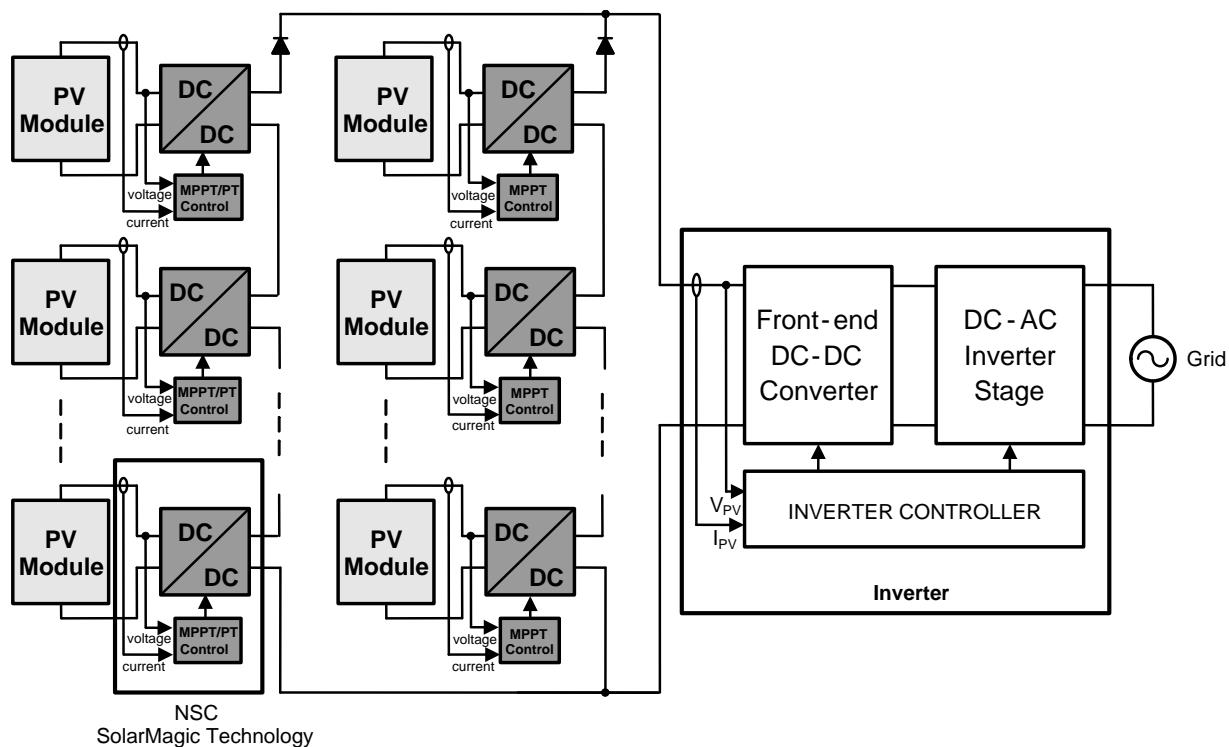 PV
Module
DC
DC
voltage
current
MPPT/PT
Control
PV
Module
DC
DC
voltage
current
MPPT
Control
PV
Module
DC
DC
voltage
current
MPPT/PT
Control
PV
Module
DC
DC
voltage
current
MPPT
Control
PV
Module
DC
DC
voltage
current
MPPT/PT
Control
NSC
SolarMagic Technology
PV
Module
DC
DC
voltage
current
MPPT
Control
Front-end
DC-DC
Converter
DC-AC
Inverter
Stage
Grid
VPV
IPV
INVERTER CONTROLLER
Inverter